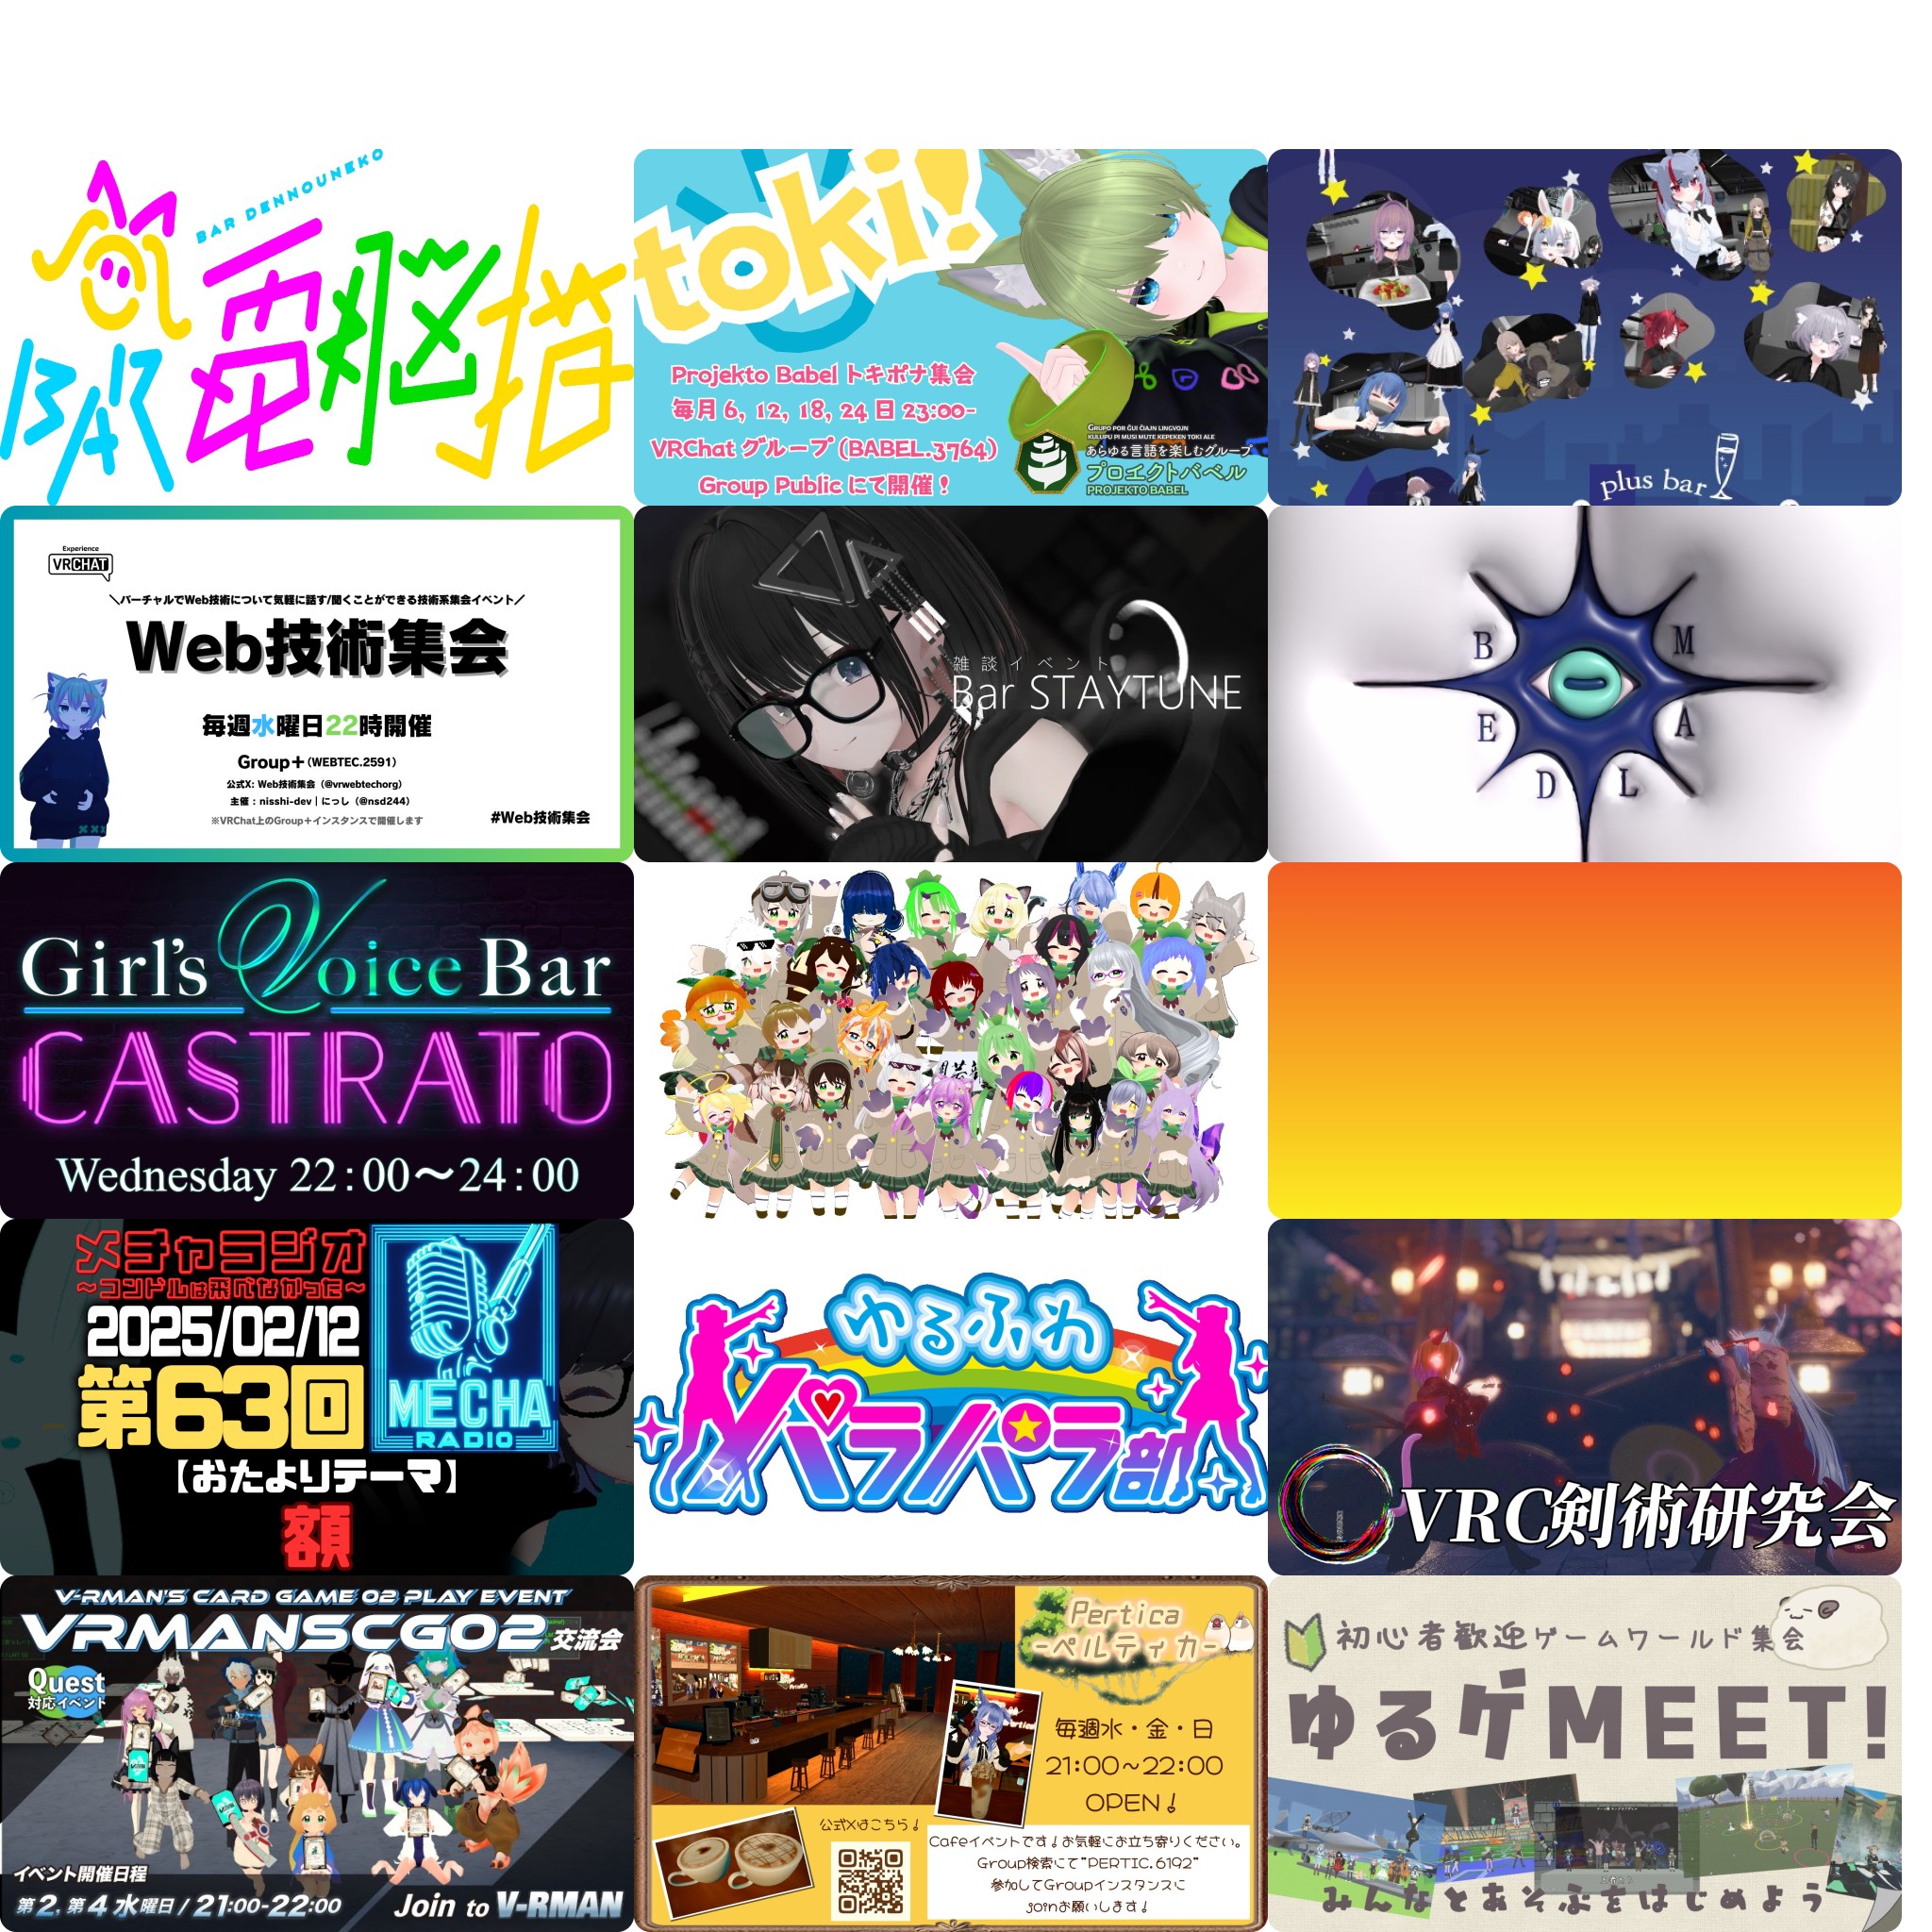 BAR DENNOUNEKO
BAR 電脳猫
toki!
Projekto Babel トキポナ集会
毎月 6, 12, 18, 24 日 23:00-
VRChat グループ (BABEL.3764)
Group Public にて開催！
GRUPO POR ĜUI ĈIAJN LINGVOJN
KULUPU PI MUSI MUTE KEPEKEN TOKI ALE
あらゆる言語を楽しむグループ
プロエクトバベル
PROJEKTO BABEL
plus bar
Experience
VRCHAT
＼バーチャルでWeb技術について気軽に話す/聞くことができる技術系集会イベント／
Web技術集会
毎週水曜日22時開催
Group＋(WEBTEC.2591)
公式X: Web技術集会（@vrwebtechorg）
主催：nisshi-dev｜にっし（@nsd244）
※VRChat上のGroup＋インスタンスで開催します
#Web技術集会
雑談イベント
Bar STAYTUNE
B M
E A
D L
Girl's Voice Bar
CASTRATO
Wednesday 22:00〜24:00
メチャラジオ
〜コンドルは飛べなかった〜
2025/02/12
第63回
【おたよりテーマ】
額
MECHA
RADIO
ゆるふわ
パラパラ部
VRC剣術研究会
V-RMAN'S CARD GAME 02 PLAY EVENT
VRMANSCG02交流会
Quest
対応イベント
イベント開催日程
第2, 第4 水曜日 / 21:00-22:00
Join to V-RMAN
Pertica
-ペルティカ-
毎週水・金・日
21:00〜22:00
OPEN！
公式Xはこちら！
Cafeイベントです！お気軽にお立ち寄りください。
Group検索にて"PERTIC.6192"
参加してGroupインスタンスに
joinお願いします！
初心者歓迎ゲームワールド集会
ゆるゲMEET!
みんなとあそぶをはじめよう